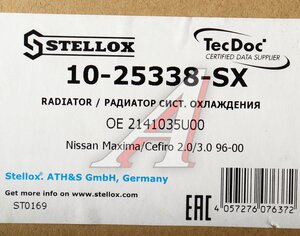 STELLOX
TecDoc
CERTIFIED DATA SUPPLIER
10-25338-SX
RADIATOR / РАДИАТОР СИСТ. ОХЛАЖДЕНИЯ
OE 2141035U00
Nissan Maxima/Cefiro 2.0/3.0 96-00
Stellox. ATH&S GmbH, Germany
Get more info on www.stellox.com
ST0169
EAC
4 057276 076372